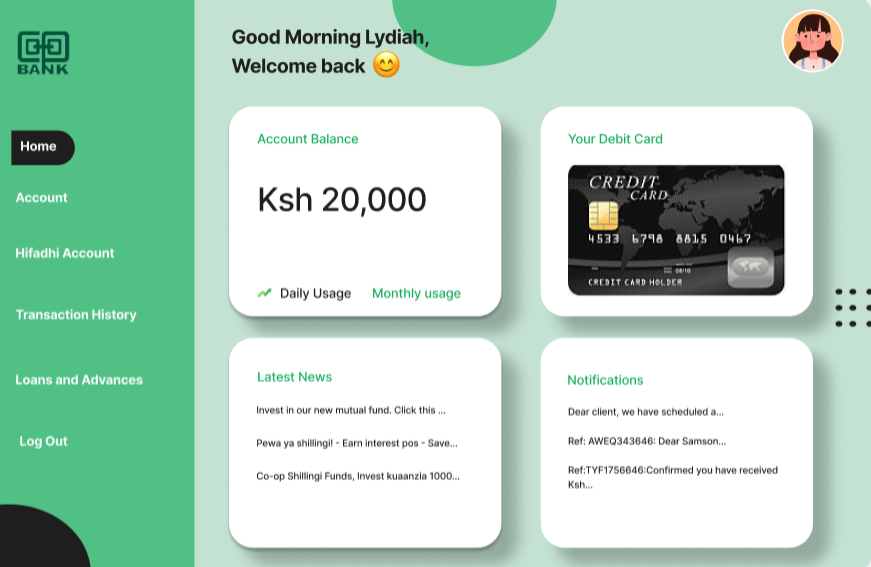 BANK
Home
Account
Hifadhi Account
Transaction History
Loans and Advances
Log Out
Good Morning Lydiah,
Welcome back 😊
Account Balance
Ksh 20,000
Daily Usage
Monthly usage
Your Debit Card
CREDIT
CARD
4533 6798 8815 0467
08/16
CREDIT CARD HOLDER
Latest News
Invest in our new mutual fund. Click this ...
Pewa ya shillingi! - Earn interest pos - Save...
Co-op Shillingi Funds, Invest kuaanzia 1000...
Notifications
Dear client, we have scheduled a...
Ref: AWEQ343646: Dear Samson...
Ref:TYF1756646:Confirmed you have received
Ksh...